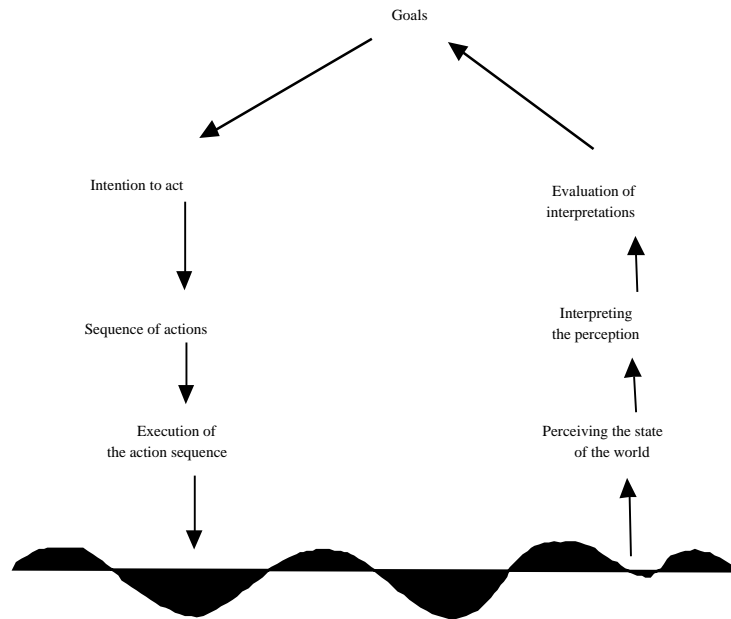 Goals
Intention to act
Sequence of actions
Execution of
the action sequence
Evaluation of
interpretations
Interpreting
the perception
Perceiving the state
of the world